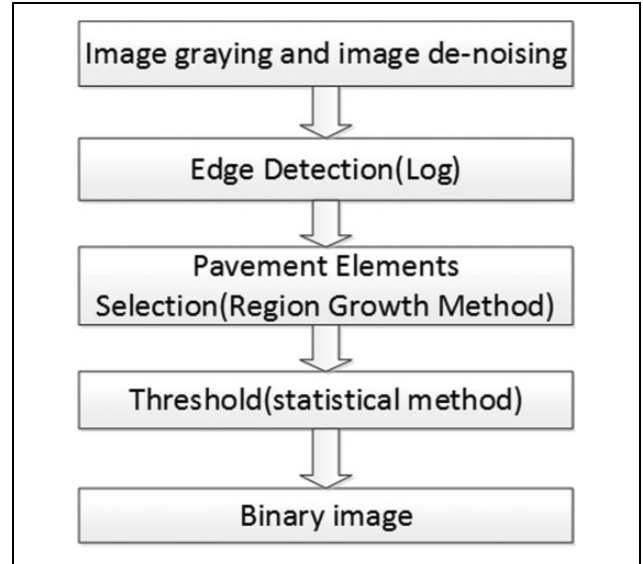 Image graying and image de-noising
Edge Detection(Log)
Pavement Elements
Selection(Region Growth Method)
Threshold(statistical method)
Binary image